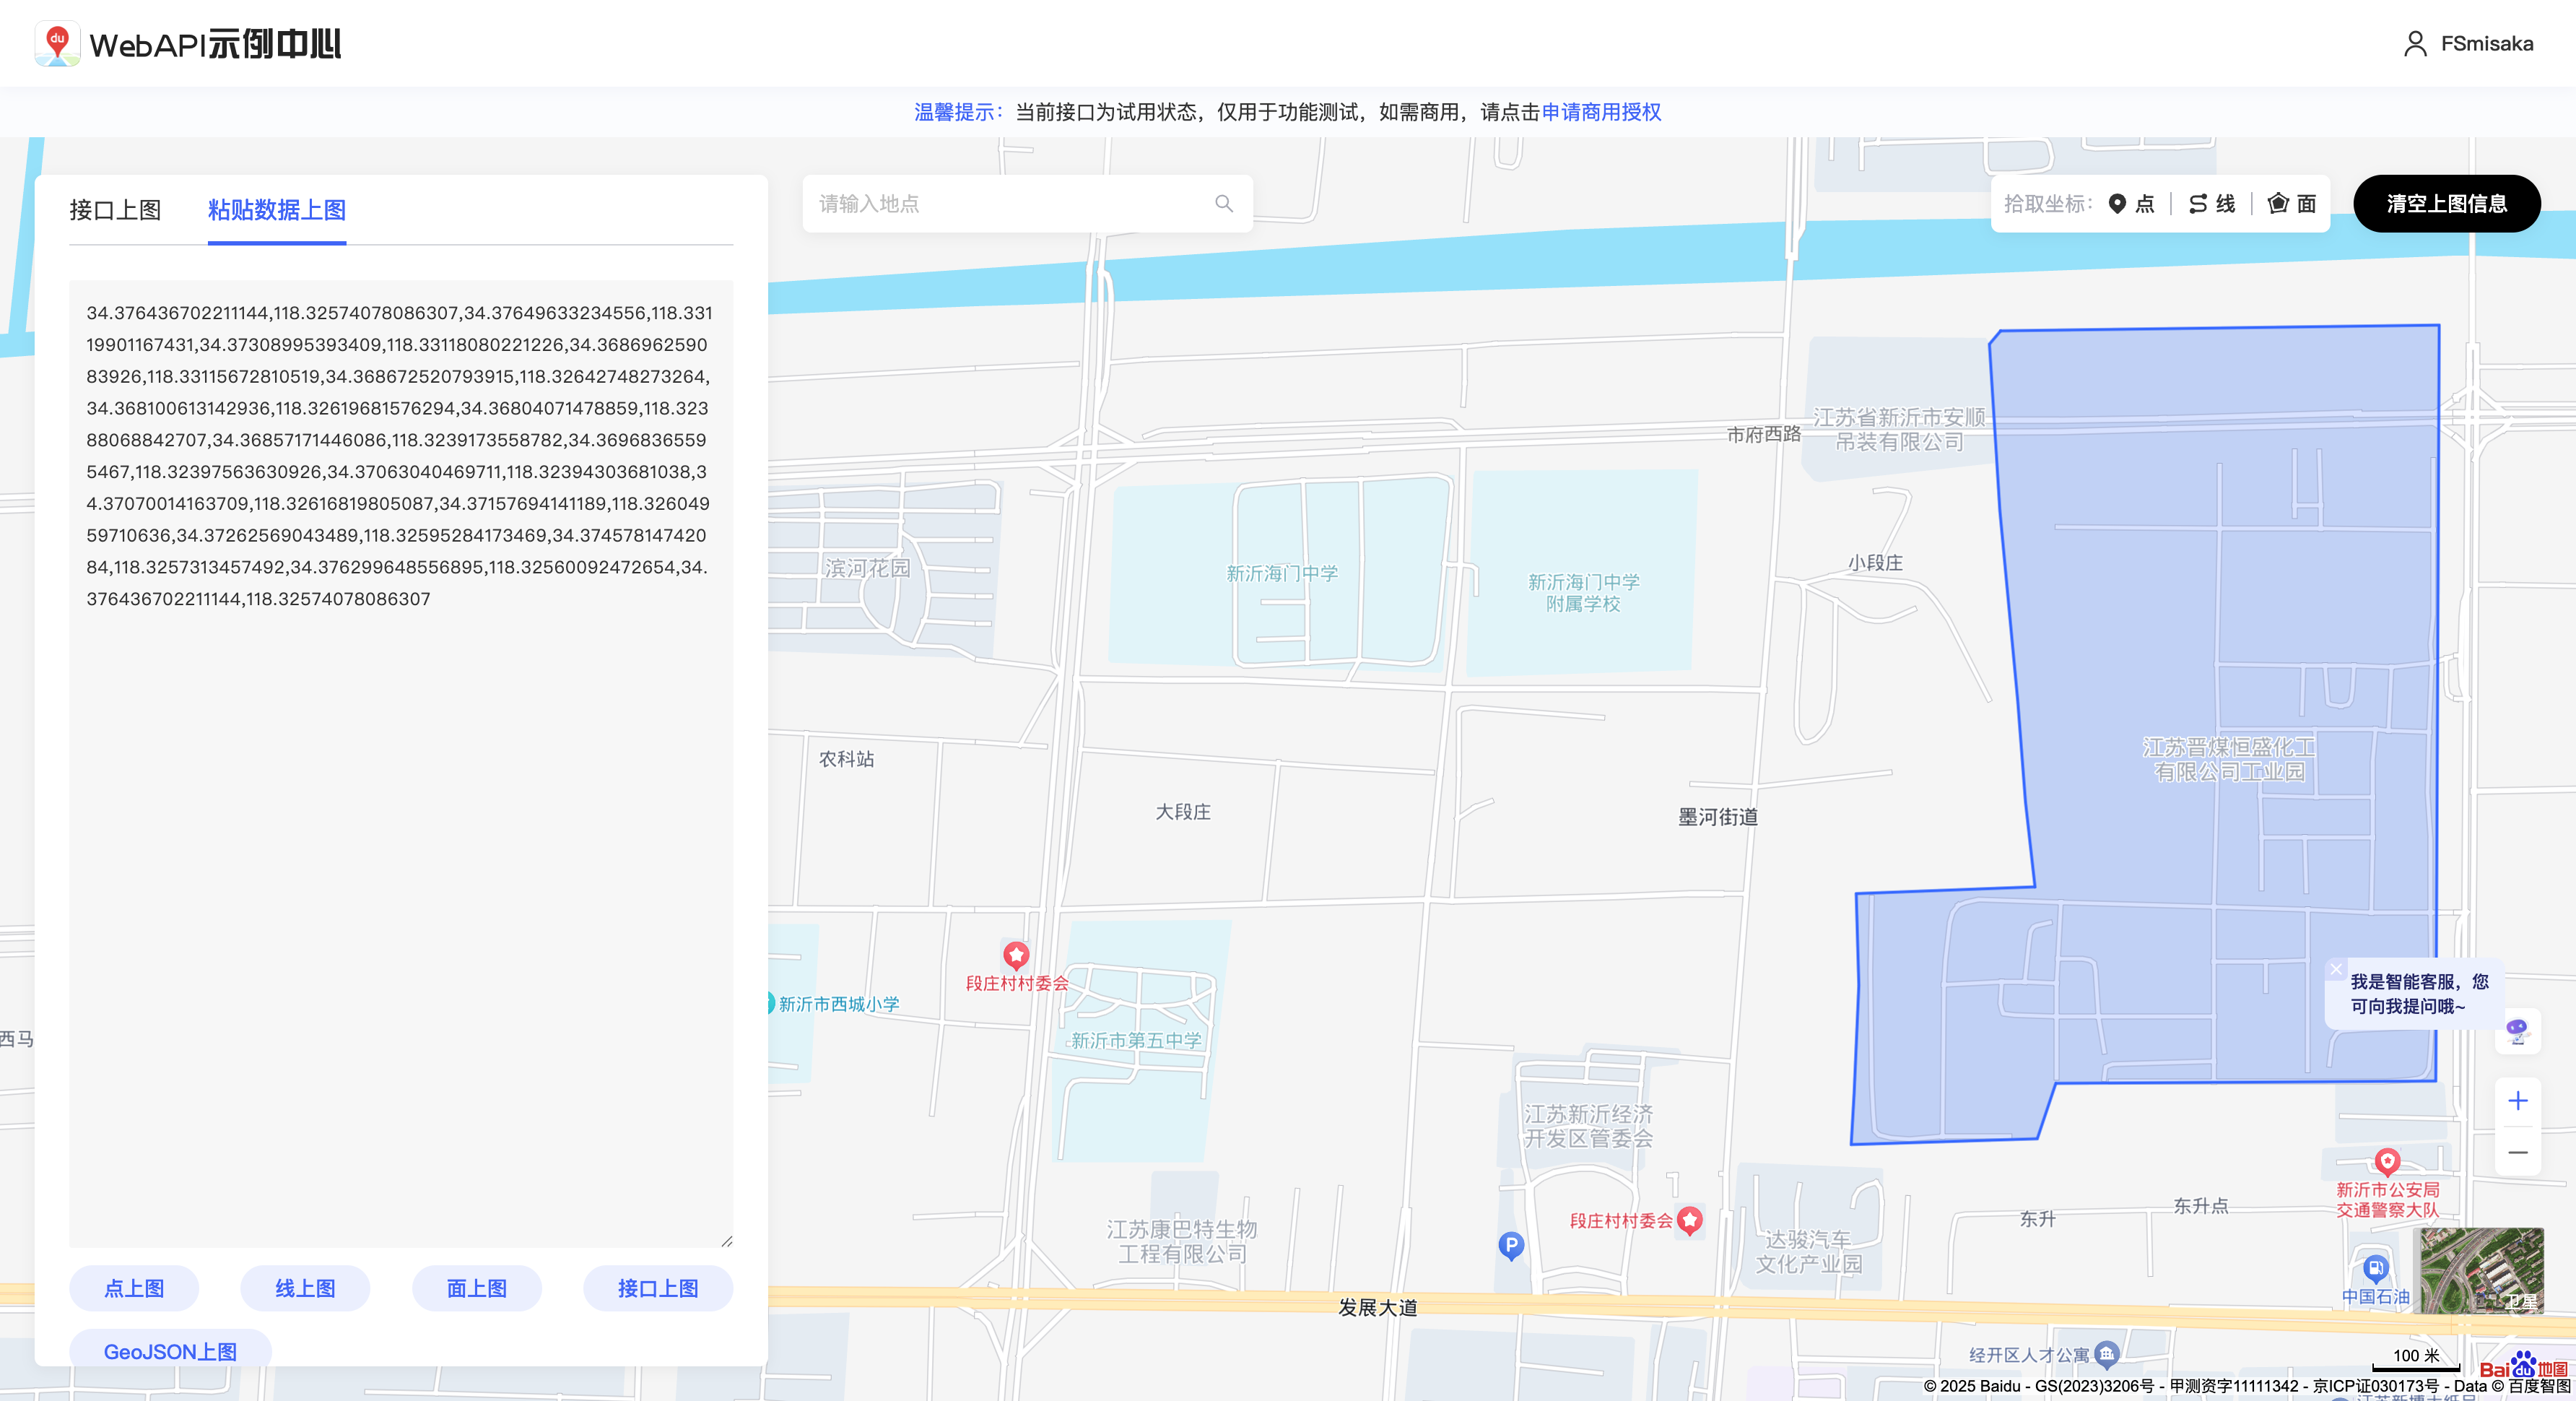 WebAPI示例中心
FSmisaka
温馨提示：当前接口为试用状态，仅用于功能测试，如需商用，请点击申请商用授权
接口上图
粘贴数据上图
请输入地点
拾取坐标：
点
线
面
清空上图信息
34.376436702211144,118.32574078086307,34.37649633234556,118.331
19901167431,34.37308995393409,118.33118080221226,34.3686962590
83926,118.33115672810519,34.368672520793915,118.32642748273264,
34.368100613142936,118.32619681576294,34.36804071478859,118.323
88068842707,34.36857171446086,118.3239173558782,34.3696836559
5467,118.32397563630926,34.37063040469711,118.32394303681038,3
4.37070014163709,118.32616819805087,34.37157694141189,118.326049
59710636,34.37262569043489,118.32595284173469,34.374578147420
84,118.3257313457492,34.376299648556895,118.32560092472654,34.
376436702211144,118.32574078086307
点上图
线上图
面上图
接口上图
GeoJSON上图
江苏省新沂市安顺
吊装有限公司
市府西路
滨河花园
新沂海门中学
新沂海门中学
附属学校
小段庄
农科站
大段庄
墨河街道
江苏晋煤恒盛化工
有限公司工业园
段庄村村委会
新沂市西城小学
新沂市第五中学
西马
我是智能客服，您
可向我提问哦~
江苏新沂经济
开发区管委会
江苏康巴特生物
工程有限公司
段庄村村委会
P
达骏汽车
文化产业园
东升
东升点
新沂市公安局
交通警察大队
中国石油
卫星
发展大道
经开区人才公寓
100 米
Bai du 地图
© 2025 Baidu - GS(2023)3206号 - 甲测资字11111342 - 京ICP证030173号 - Data © 百度智图